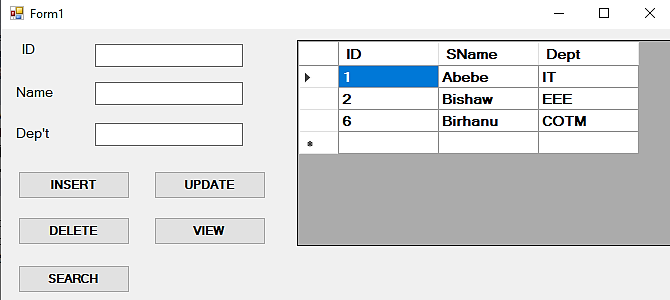 Form1
ID
Name
Dep't
INSERT UPDATE
DELETE VIEW
SEARCH
ID SName Dept
1 Abebe IT
2 Bishaw EEE
6 Birhanu COTM